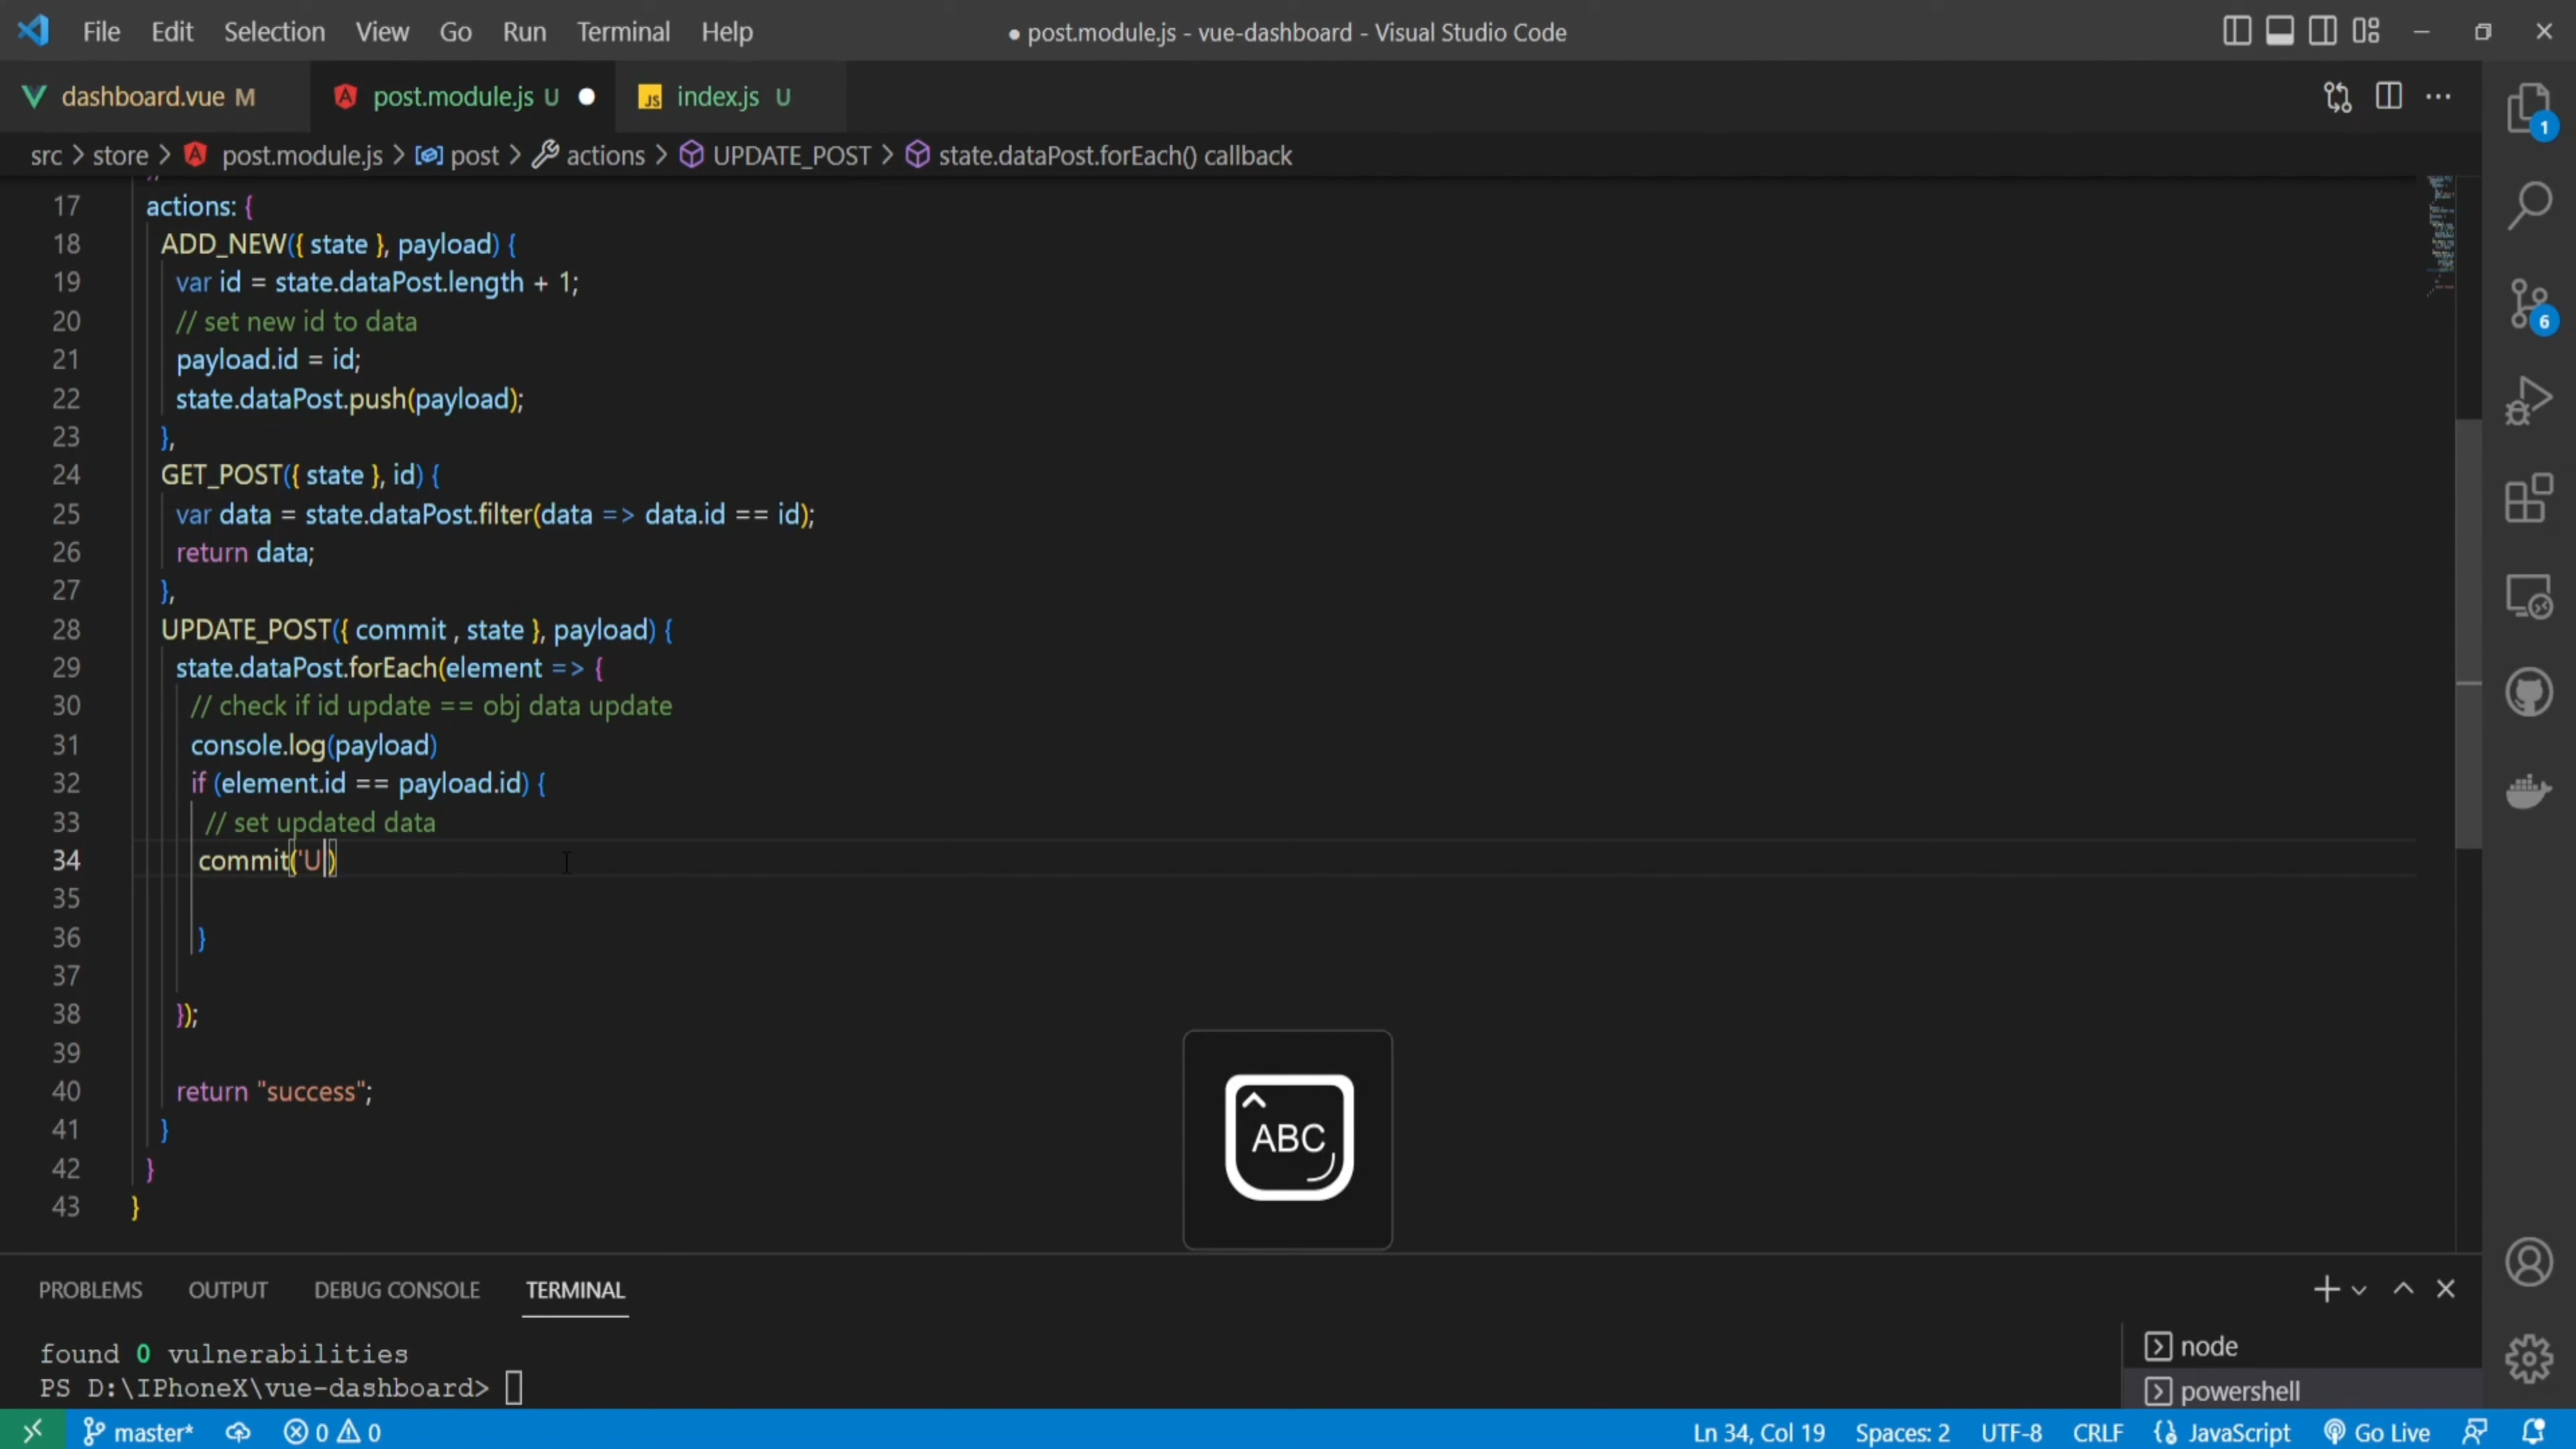 File Edit Selection View Go Run Terminal Help
● post.module.js - vue-dashboard - Visual Studio Code
dashboard.vue M
post.module.js U
JS index.js U
src > store > post.module.js > post > actions > UPDATE_POST > state.dataPost.forEach() callback
17 actions: {
18 ADD_NEW({ state }, payload) {
19 var id = state.dataPost.length + 1;
20 // set new id to data
21 payload.id = id;
22 state.dataPost.push(payload);
23 },
24 GET_POST({ state }, id) {
25 var data = state.dataPost.filter(data => data.id == id);
26 return data;
27 },
28 UPDATE_POST({ commit , state }, payload) {
29 state.dataPost.forEach(element => {
30 // check if id update == obj data update
31 console.log(payload)
32 if (element.id == payload.id) {
33 // set updated data
34 commit('U)
35
36 }
37
38 });
39
40 return "success";
41 }
42 }
43 }
1
6
ABC
PROBLEMS OUTPUT DEBUG CONSOLE TERMINAL
found 0 vulnerabilities
PS D:\IPhoneX\vue-dashboard>
node
powershell
master* 0 0
Ln 34, Col 19 Spaces: 2 UTF-8 CRLF JavaScript Go Live